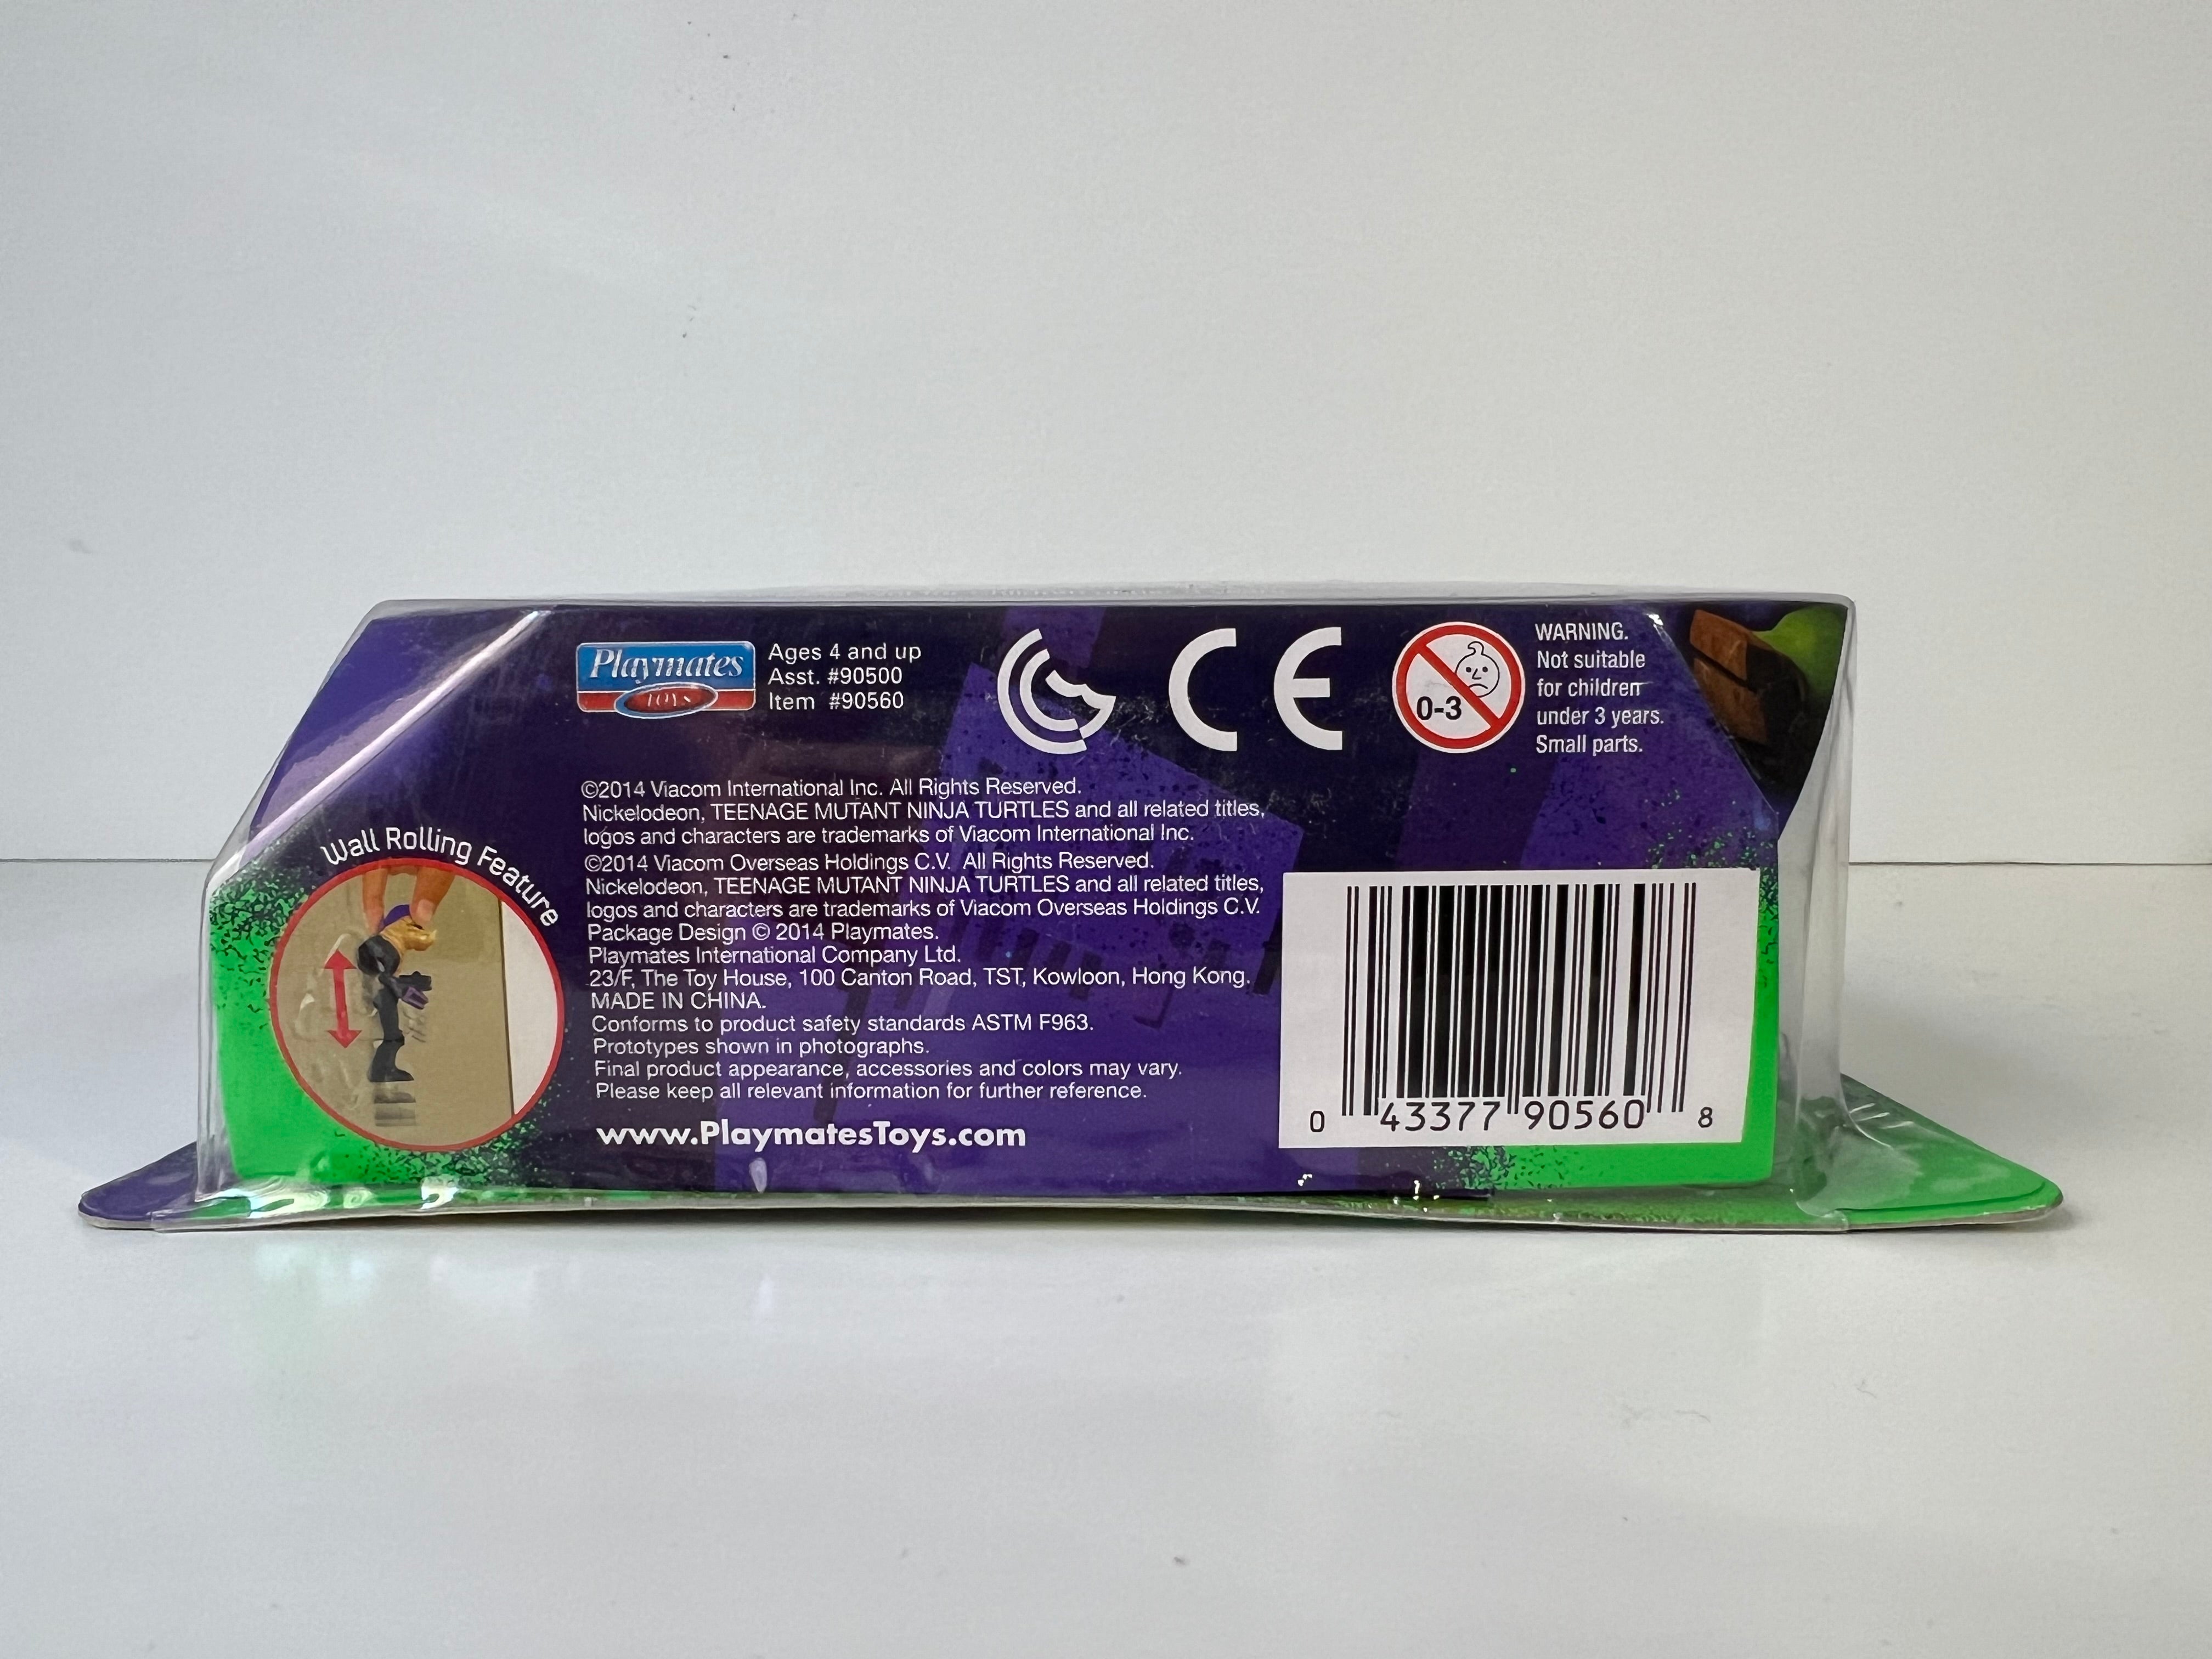 Playmates
TOYS
Ages 4 and up
Asst. #90500
Item #90560
CE
0-3
WARNING.
Not suitable
for children
under 3 years.
Small parts.
©2014 Viacom International Inc. All Rights Reserved.
Nickelodeon, TEENAGE MUTANT NINJA TURTLES and all related titles,
logos and characters are trademarks of Viacom International Inc.
©2014 Viacom Overseas Holdings C.V. All Rights Reserved.
Nickelodeon, TEENAGE MUTANT NINJA TURTLES and all related titles,
logos and characters are trademarks of Viacom Overseas Holdings C.V.
Package Design © 2014 Playmates.
Playmates International Company Ltd.
23/F, The Toy House, 100 Canton Road, TST, Kowloon, Hong Kong.
MADE IN CHINA.
Conforms to product safety standards ASTM F963.
Prototypes shown in photographs.
Final product appearance, accessories and colors may vary.
Please keep all relevant information for further reference.
www.PlaymatesToys.com
Wall Rolling Feature
0 43377 90560 8